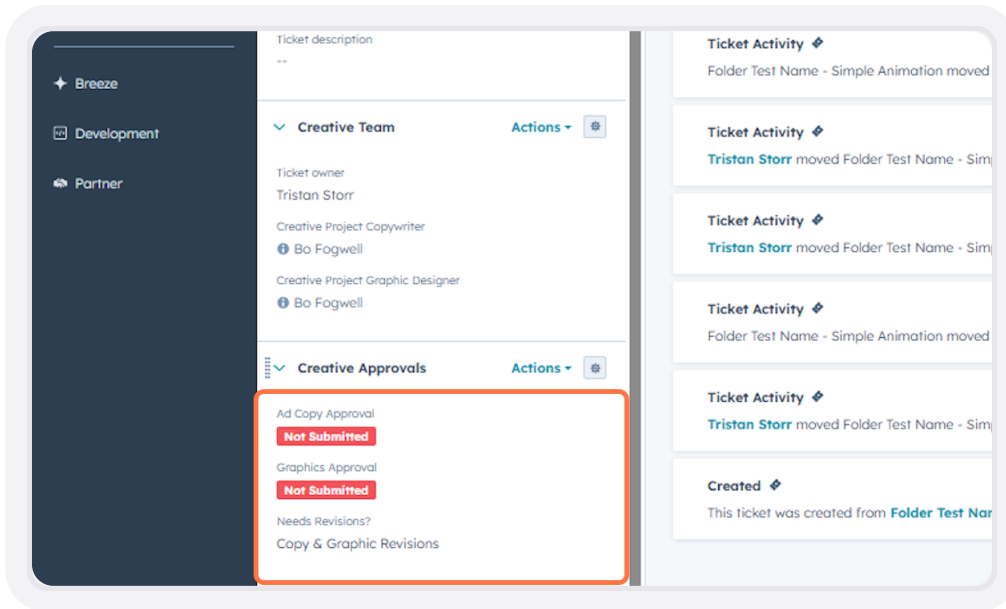 Breeze
Development
Partner
Ticket description
--
Creative Team
Actions
Ticket owner
Tristan Storr
Creative Project Copywriter
Bo Fogwell
Creative Project Graphic Designer
Bo Fogwell
Creative Approvals
Actions
Ad Copy Approval
Not Submitted
Graphics Approval
Not Submitted
Needs Revisions?
Copy & Graphic Revisions
Ticket Activity
Folder Test Name - Simple Animation moved
Ticket Activity
Tristan Storr moved Folder Test Name - Sim
Ticket Activity
Tristan Storr moved Folder Test Name - Sim
Ticket Activity
Folder Test Name - Simple Animation moved
Ticket Activity
Tristan Storr moved Folder Test Name - Sim
Created
This ticket was created from Folder Test Nar